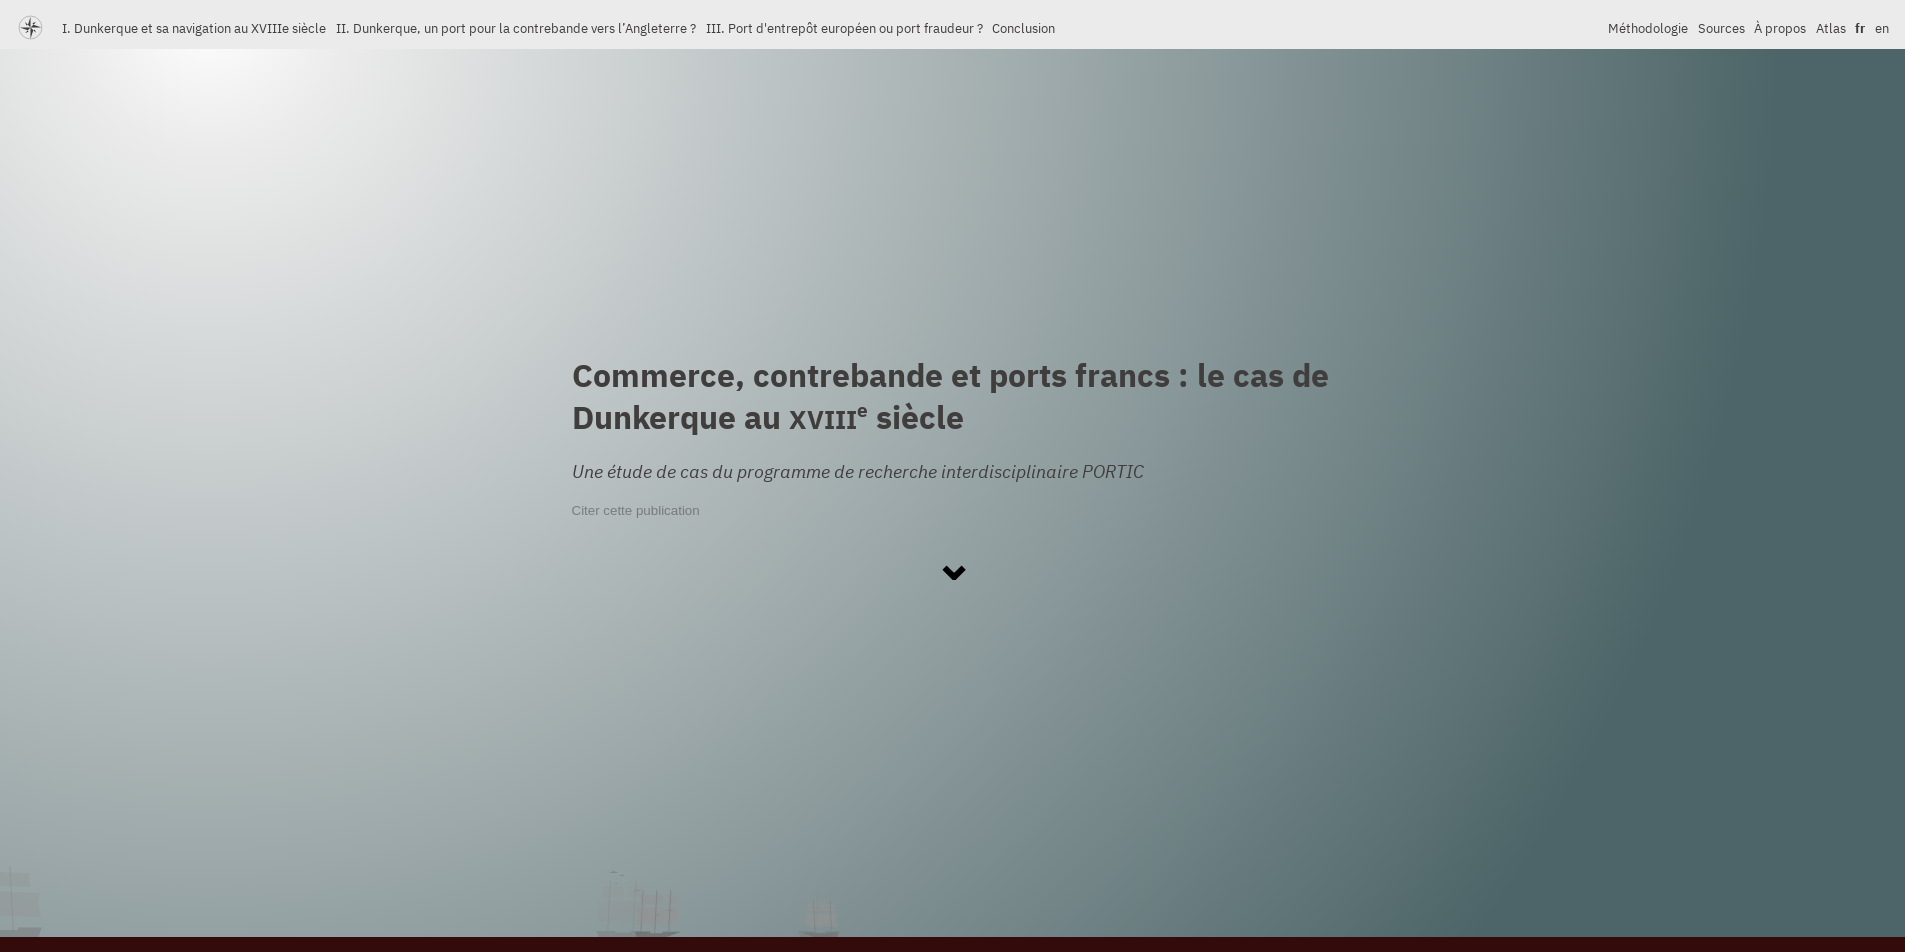 I. Dunkerque et sa navigation au XVIIIe siècle II. Dunkerque, un port pour la contrebande vers l’Angleterre ? III. Port d'entrepôt européen ou port fraudeur ? Conclusion Méthodologie Sources À propos Atlas fr en
Commerce, contrebande et ports francs : le cas de
Dunkerque au XVIIIe siècle
Une étude de cas du programme de recherche interdisciplinaire PORTIC
Citer cette publication